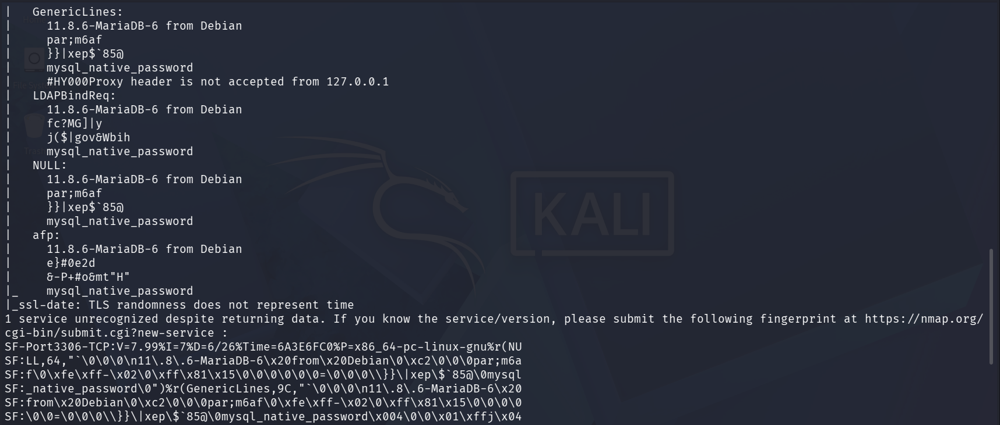 |   GenericLines:
|     11.8.6-MariaDB-6 from Debian
|     par;m6af
|     }}|xep$`85@
|     mysql_native_password
|     #HY000Proxy header is not accepted from 127.0.0.1
|   LDAPBindReq:
|     11.8.6-MariaDB-6 from Debian
|     fc?MG]|y
|     j($|gov&Wbih
|     mysql_native_password
|   NULL:
|     11.8.6-MariaDB-6 from Debian
|     par;m6af
|     }}|xep$`85@
|     mysql_native_password
|   afp:
|     11.8.6-MariaDB-6 from Debian
|     e}#0e2d
|     &-P+#o&mt"H"
|_    mysql_native_password
|_ssl-date: TLS randomness does not represent time
1 service unrecognized despite returning data. If you know the service/version, please submit the following fingerprint at https://nmap.org/
cgi-bin/submit.cgi?new-service :
SF-Port3306-TCP:V=7.99%I=7%D=6/26%Time=6A3E6FC0%P=x86_64-pc-linux-gnu%r(NU
SF:LL,64,"`\0\0\0\n11\.8\.6-MariaDB-6\x20from\x20Debian\0\xc2\0\0\0par;m6a
SF:f\0\xfe\xff-\x02\0\xff\x81\x15\0\0\0\0\0\0=\0\0\0\\}}\|xep\$`85@\0mysql
SF:_native_password\0")%r(GenericLines,9C,"`\0\0\0\n11\.8\.6-MariaDB-6\x20
SF:from\x20Debian\0\xc2\0\0\0par;m6af\0\xfe\xff-\x02\0\xff\x81\x15\0\0\0\0
SF:\0\0=\0\0\0\\}}\|xep\$`85@\0mysql_native_password\x004\0\0\x01\xffj\x04
Home
File System
Trash
KALI